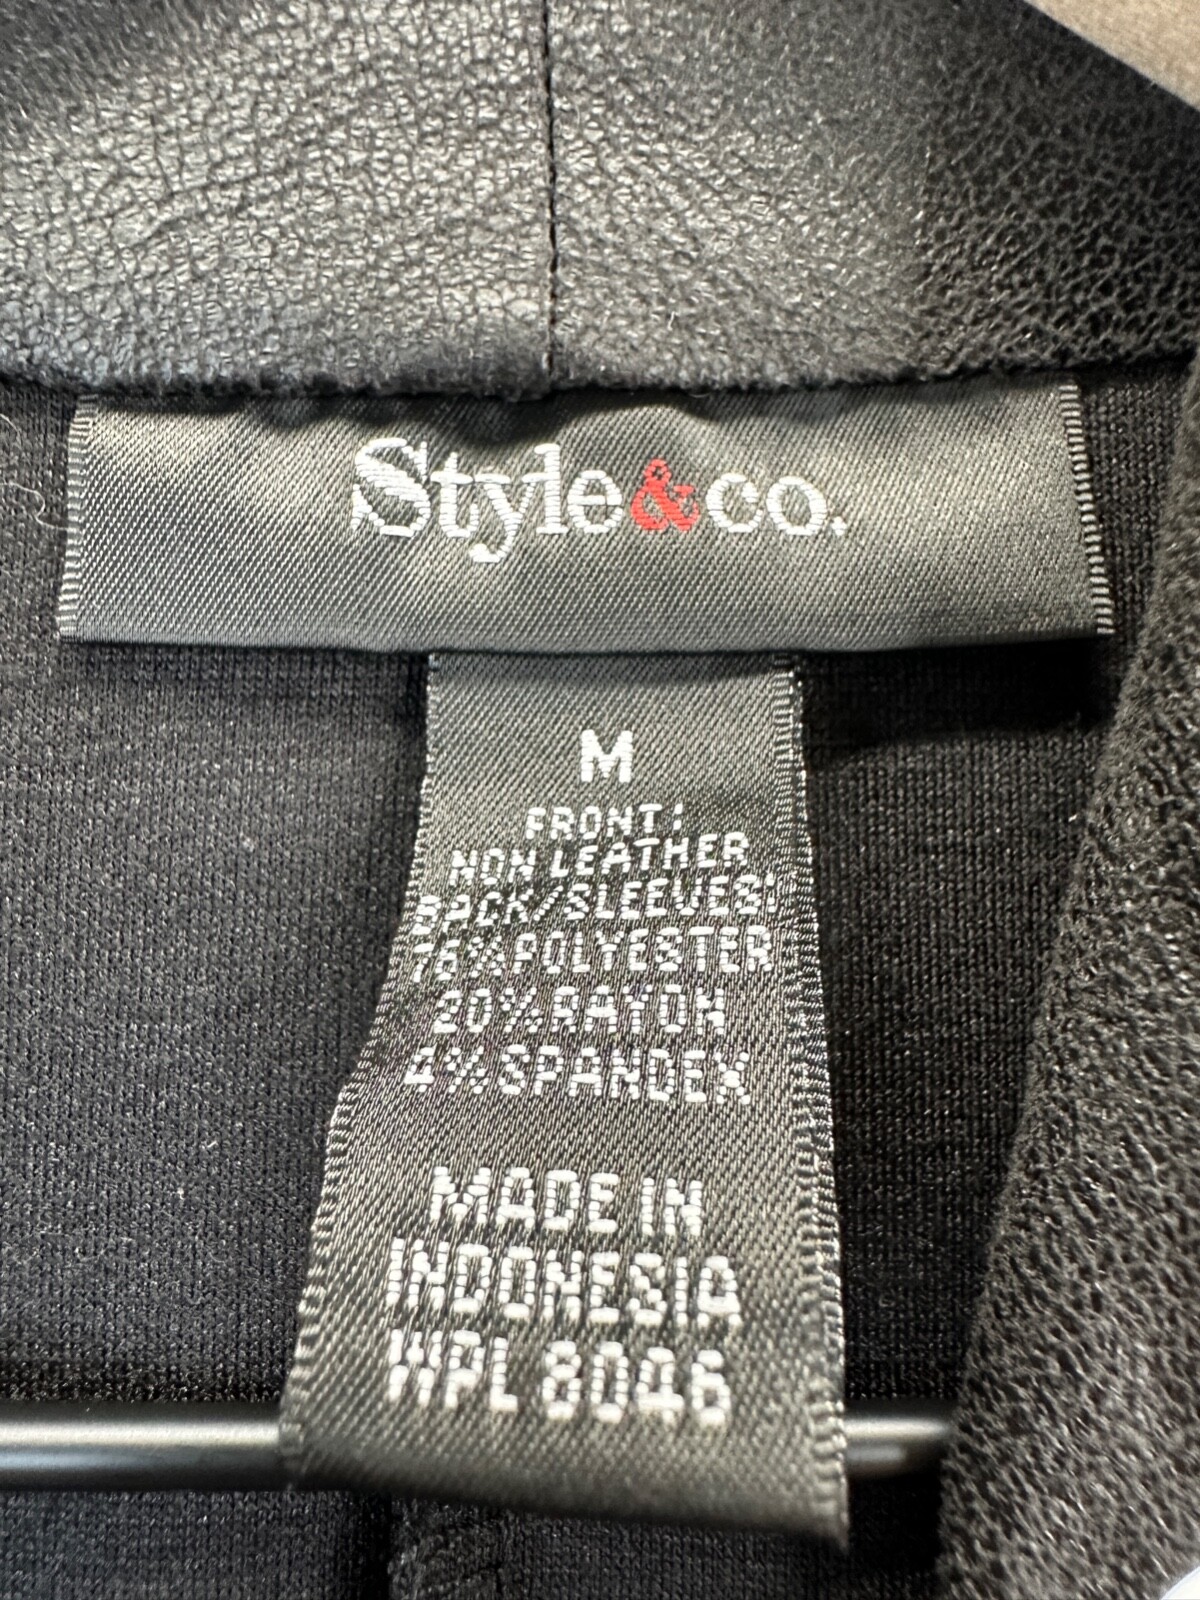 Style&co.
M
FRONT:
NON LEATHER
BACK/SLEEVES:
76%POLYESTER
20%RAYON
4%SPANDEX
MADE IN
INDONESIA
WPL 8046